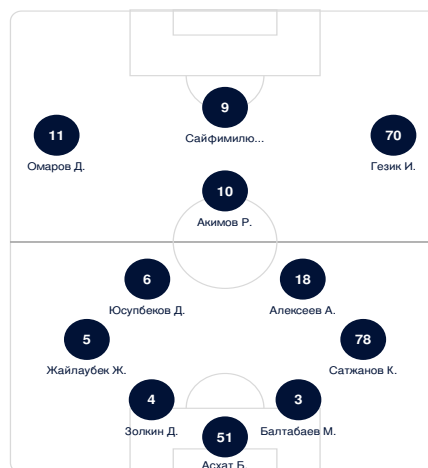 9
Сайфимилю...
11
Омаров Д.
70
Гезик И.
10
Акимов Р.
6
Юсупбеков Д.
18
Алексеев А.
5
Жайлаубек Ж.
78
Сатжанов К.
4
Золкин Д.
3
Балтабаев М.
51
Асхат Б.